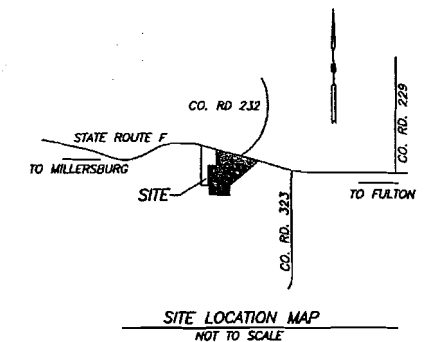 CO. RD 232
CO. RD. 229
STATE ROUTE F
TO MILLERSBURG
SITE
TO FULTON
CO. RD. 323
SITE LOCATION MAP
NOT TO SCALE